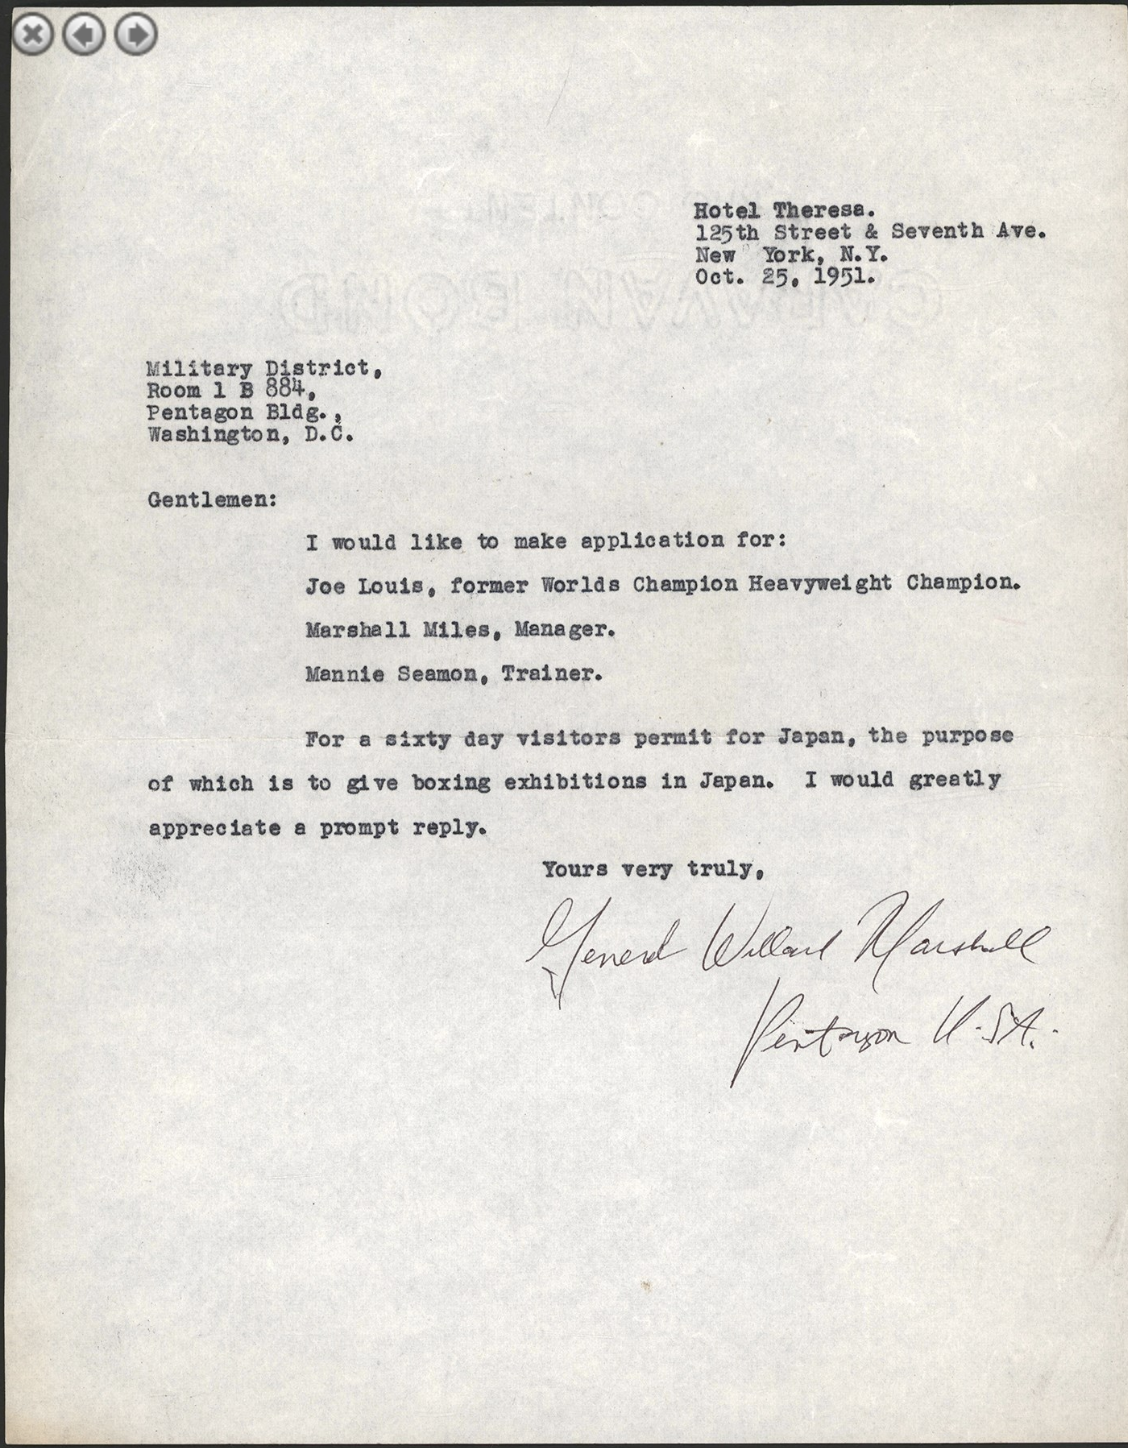 Hotel Theresa.
125th Street & Seventh Ave.
New York, N.Y.
Oct. 25, 1951.
Military District,
Room 1 B 884,
Pentagon Bldg.,
Washington, D.C.
Gentlemen:
I would like to make application for:
Joe Louis, former Worlds Champion Heavyweight Champion.
Marshall Miles, Manager.
Mannie Seamon, Trainer.
For a sixty day visitors permit for Japan, the purpose
of which is to give boxing exhibitions in Japan. I would greatly
appreciate a prompt reply.
Yours very truly,
General Willard Marshall
Pentagon U.S.A.